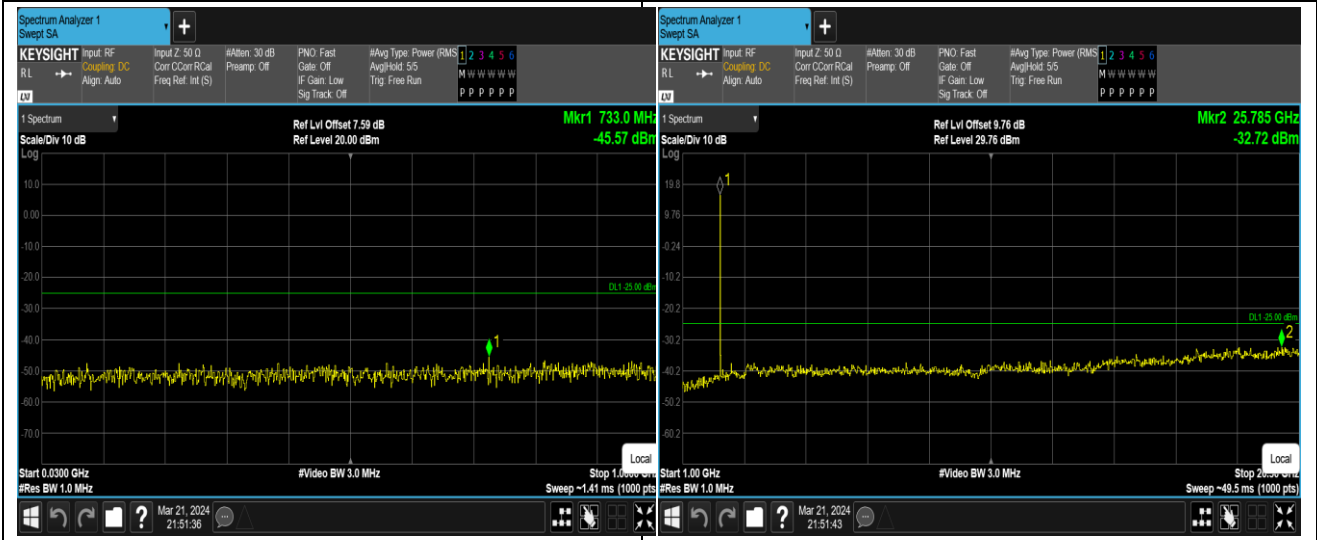 Spectrum Analyzer 1
Swept SA
+
KEYSIGHT Input: RF Input Z: 50 Ω #Atten: 30 dB PNO: Fast #Avg Type: Power (RMS 1 2 3 4 5 6
RL Coupling: DC Corr CCorr RCal Preamp: Off Gate: Off Avg|Hold: 5/5 M W W W W W
Align: Auto Freq Ref: Int (S) IF Gain: Low Trig: Free Run
LXI Sig Track: Off P P P P P P
1 Spectrum Ref Lvl Offset 7.59 dB Mkr1 733.0 MHz
Scale/Div 10 dB Ref Level 20.00 dBm -45.57 dBm
Log
10.0
0.00
-10.0
-20.0
DL1 -25.00 dBm
-30.0
-40.0
1
-50.0
-60.0
-70.0
Local
Start 0.0300 GHz #Video BW 3.0 MHz
#Res BW 1.0 MHz Sweep ~1.41 ms (1000 pts
? Mar 21, 2024
21:51:36
Spectrum Analyzer 1
Swept SA
+
KEYSIGHT Input: RF Input Z: 50 Ω #Atten: 30 dB PNO: Fast #Avg Type: Power (RMS 1 2 3 4 5 6
RL Coupling: DC Corr CCorr RCal Preamp: Off Gate: Off Avg|Hold: 5/5 M W W W W W
Align: Auto Freq Ref: Int (S) IF Gain: Low Trig: Free Run
LXI Sig Track: Off P P P P P P
1 Spectrum Ref Lvl Offset 9.76 dB Mkr2 25.785 GHz
Scale/Div 10 dB Ref Level 29.76 dBm -32.72 dBm
Log
1
19.8
9.76
-0.24
-10.2
-20.2
DL1 -25.00 dBm
2
-30.2
-40.2
-50.2
-60.2
Local
Start 1.00 GHz #Video BW 3.0 MHz
#Res BW 1.0 MHz Sweep ~49.5 ms (1000 pts)
? Mar 21, 2024
21:51:43